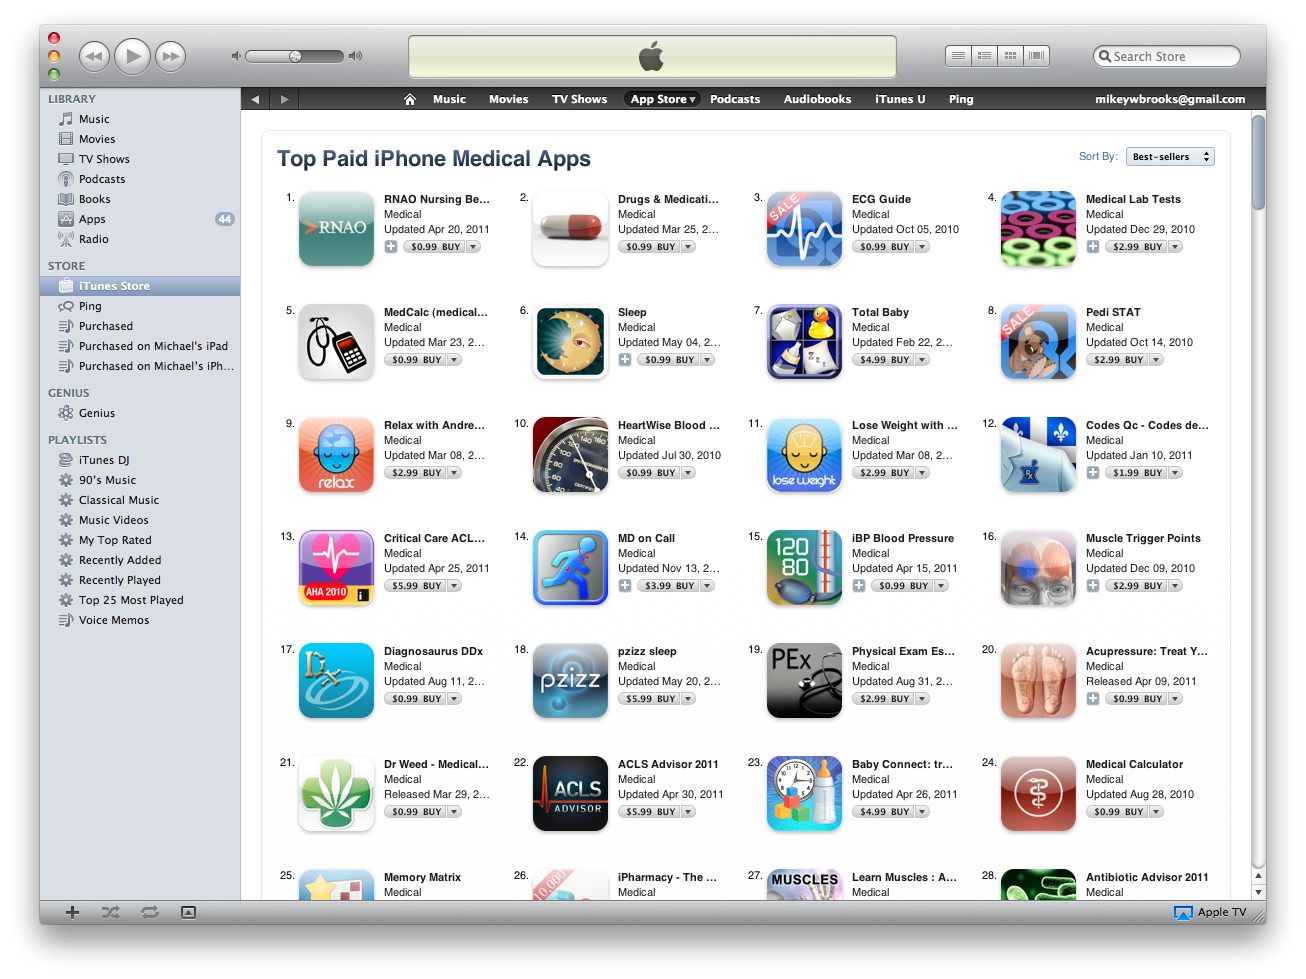 Search Store
LIBRARY
Music
Movies
TV Shows
Podcasts
Books
Apps 44
Radio
STORE
iTunes Store
Ping
Purchased
Purchased on Michael's iPad
Purchased on Michael's iPh...
GENIUS
Genius
PLAYLISTS
iTunes DJ
90's Music
Classical Music
Music Videos
My Top Rated
Recently Added
Recently Played
Top 25 Most Played
Voice Memos
Music Movies TV Shows App Store Podcasts Audiobooks iTunes U Ping mikeywbrooks@gmail.com
Top Paid iPhone Medical Apps
Sort By: Best-sellers
1. RNAO
RNAO Nursing Be...
Medical
Updated Apr 20, 2011
$0.99 BUY
2. Drugs & Medicati...
Medical
Updated Mar 25, 2...
$0.99 BUY
3. SALE
ECG Guide
Medical
Updated Oct 05, 2010
$0.99 BUY
4. Medical Lab Tests
Medical
Updated Dec 29, 2010
$2.99 BUY
5. MedCalc (medical...
Medical
Updated Mar 23, 2...
$0.99 BUY
6. Sleep
Medical
Updated May 04, 2...
$0.99 BUY
7. Total Baby
Medical
Updated Feb 22, 2...
$4.99 BUY
8. SALE
Pedi STAT
Medical
Updated Oct 14, 2010
$2.99 BUY
9. relax
Relax with Andre...
Medical
Updated Mar 08, 2...
$2.99 BUY
10. HeartWise Blood ...
Medical
Updated Jul 30, 2010
$0.99 BUY
11. lose weight
Lose Weight with ...
Medical
Updated Mar 08, 2...
$2.99 BUY
12. Codes Qc - Codes de...
Medical
Updated Jan 10, 2011
$1.99 BUY
13. AHA 2010
Critical Care ACL...
Medical
Updated Apr 25, 2011
$5.99 BUY
14. MD on Call
Medical
Updated Nov 13, 2...
$3.99 BUY
15. 120
80
iBP Blood Pressure
Medical
Updated Apr 15, 2011
$0.99 BUY
16. Muscle Trigger Points
Medical
Updated Dec 09, 2010
$2.99 BUY
17. Dx
Diagnosaurus DDx
Medical
Updated Aug 11, 2...
$0.99 BUY
18. pzizz
pzizz sleep
Medical
Updated May 20, 2...
$5.99 BUY
19. PEx
Physical Exam Es...
Medical
Updated Aug 31, 2...
$2.99 BUY
20. Acupressure: Treat Y...
Medical
Released Apr 09, 2011
$0.99 BUY
21. Dr Weed - Medical...
Medical
Released Mar 29, 2...
$0.99 BUY
22. ACLS
ADVISOR
ACLS Advisor 2011
Medical
Updated Apr 30, 2011
$5.99 BUY
23. Baby Connect: tr...
Medical
Updated Apr 26, 2011
$4.99 BUY
24. Medical Calculator
Medical
Updated Aug 28, 2010
$0.99 BUY
25. Memory Matrix
Medical
26. 10,000
iPharmacy - The ...
Medical
27. MUSCLES
Learn Muscles : A...
Medical
28. Antibiotic Advisor 2011
Medical
Apple TV